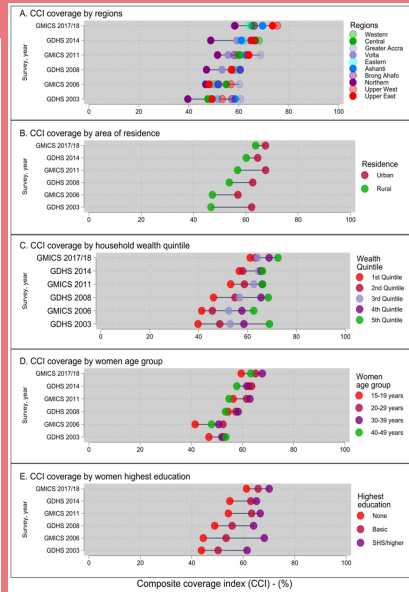 A. CCI coverage by regions
Survey, year
GMICS 2017/18
GDHS 2014
GMICS 2011
GDHS 2008
GMICS 2006
GDHS 2003
0 20 40 60 80 100
Regions
Western
Central
Greater Accra
Volta
Eastern
Ashanti
Brong Ahafo
Northern
Upper West
Upper East
B. CCI coverage by area of residence
Survey, year
GMICS 2017/18
GDHS 2014
GMICS 2011
GDHS 2008
GMICS 2006
GDHS 2003
0 20 40 60 80 100
Residence
Urban
Rural
C. CCI coverage by household wealth quintile
Survey, year
GMICS 2017/18
GDHS 2014
GMICS 2011
GDHS 2008
GMICS 2006
GDHS 2003
0 20 40 60 80 100
Wealth
Quintile
1st Quintile
2nd Quintile
3rd Quintile
4th Quintile
5th Quintile
D. CCI coverage by women age group
Survey, year
GMICS 2017/18
GDHS 2014
GMICS 2011
GDHS 2008
GMICS 2006
GDHS 2003
0 20 40 60 80 100
Women
age group
15-19 years
20-29 years
30-39 years
40-49 years
E. CCI coverage by women highest education
Survey, year
GMICS 2017/18
GDHS 2014
GMICS 2011
GDHS 2008
GMICS 2006
GDHS 2003
0 20 40 60 80 100
Highest
education
None
Basic
SHS/higher
Composite coverage index (CCI) - (%)